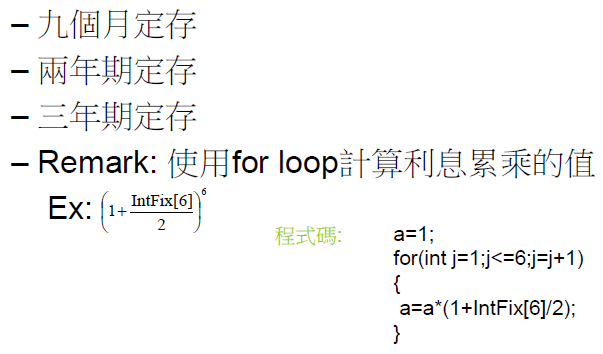 – 九個月定存
– 兩年期定存
– 三年期定存
– Remark: 使用for loop計算利息累乘的值
Ex: (1+IntFix[6]/2)^6
程式碼:
a=1;
for(int j=1;j<=6;j=j+1)
{
a=a*(1+IntFix[6]/2);
}